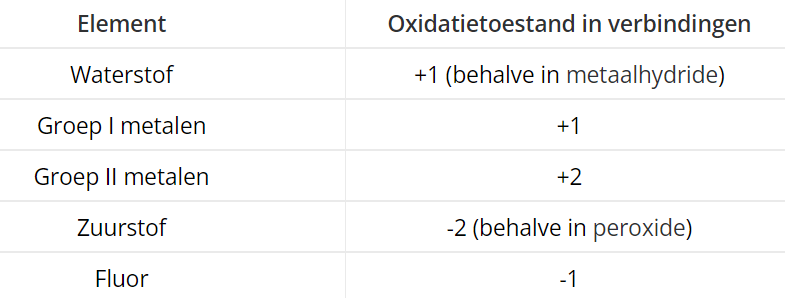 Element Oxidatietoestand in verbindingen
Waterstof +1 (behalve in metaalhydride)
Groep I metalen +1
Groep II metalen +2
Zuurstof -2 (behalve in peroxide)
Fluor -1